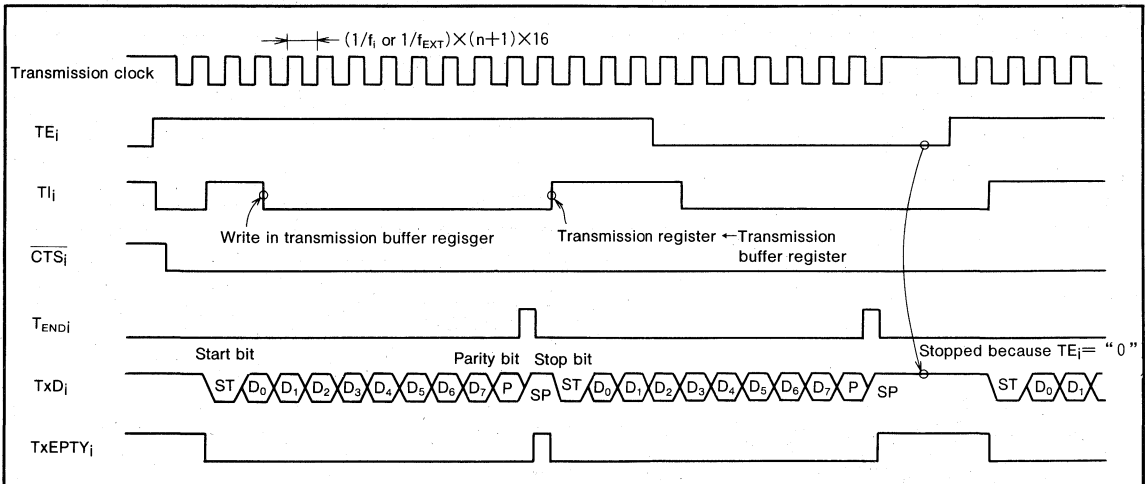 (1/fi or 1/fEXT)×(n+1)×16
Transmission clock
TEi
TIi
Write in transmission buffer regisger
Transmission register ←Transmission
buffer register
CTSi
TENDi
Start bit
Parity bit
Stop bit
Stopped because TEi= “0”
TxDi
ST D0 D1 D2 D3 D4 D5 D6 D7 P SP ST D0 D1 D2 D3 D4 D5 D6 D7 P SP ST D0 D1
TxEPTYi